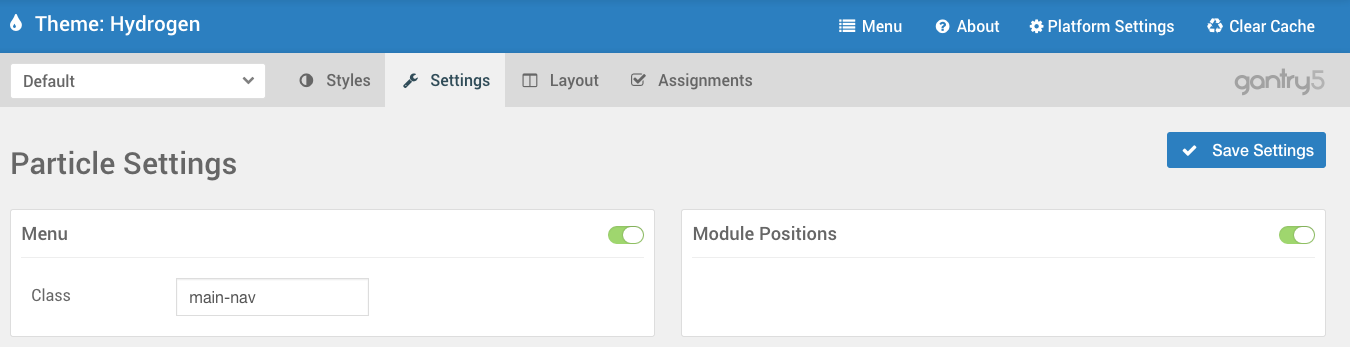 Theme: Hydrogen
Menu
About
Platform Settings
Clear Cache
Default
Styles
Settings
Layout
Assignments
gantry5
Particle Settings
Save Settings
Menu
Module Positions
Class
main-nav